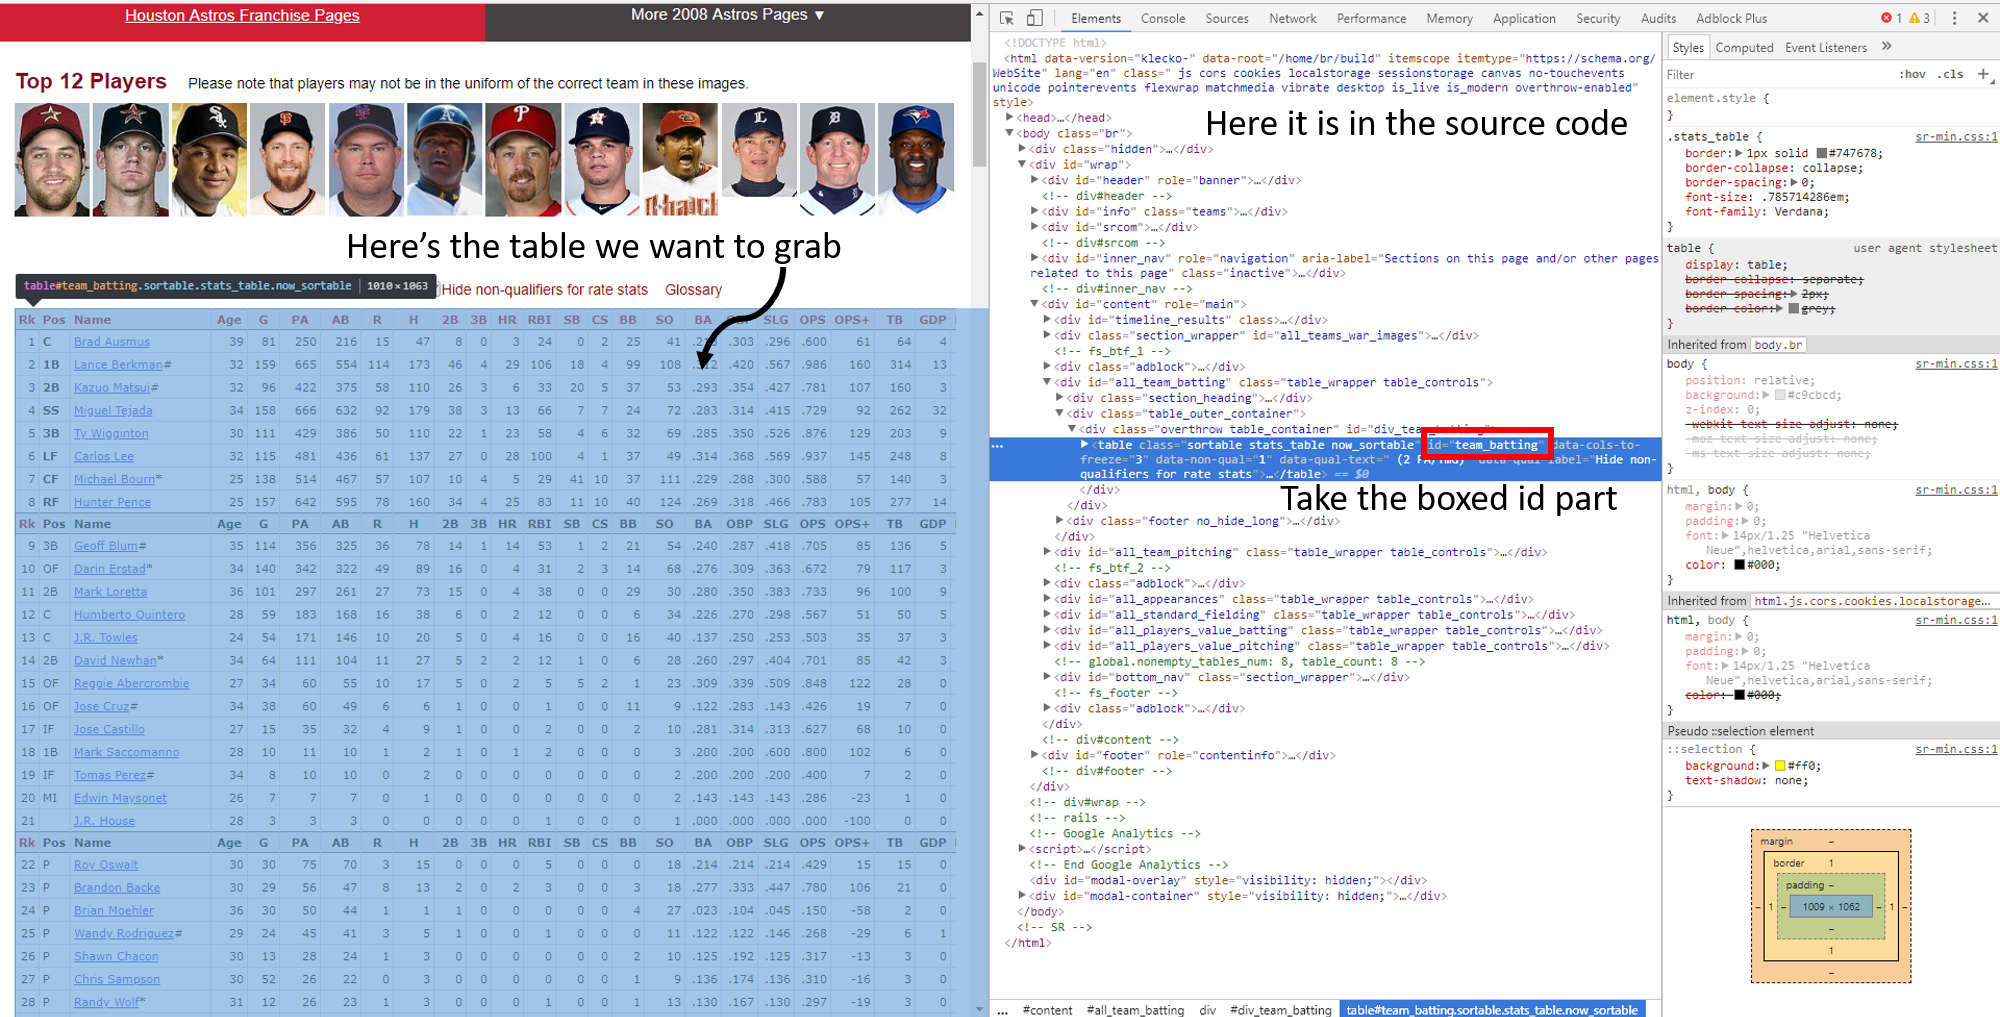 Houston Astros Franchise Pages
More 2008 Astros Pages ▼
Top 12 Players Please note that players may not be in the uniform of the correct team in these images.
Here's the table we want to grab
table#team_batting.sortable.stats_table.now_sortable | 1010 × 1063
Hide non-qualifiers for rate stats Glossary
Rk Pos Name Age G PA AB R H 2B 3B HR RBI SB CS BB SO BA SLG OPS OPS+ TB GDP
1 C Brad Ausmus 39 81 250 216 15 47 8 0 3 24 0 2 25 41 .303 .296 .600 61 64 4
2 1B Lance Berkman# 32 159 665 554 114 173 46 4 29 106 18 4 99 108 .420 .567 .986 160 314 13
3 2B Kazuo Matsui# 32 96 422 375 58 110 26 3 6 33 20 5 37 53 .293 .354 .427 .781 107 160 3
4 SS Miguel Tejada 34 158 666 632 92 179 38 3 13 66 7 7 24 72 .283 .314 .415 .729 92 262 32
5 3B Ty Wigginton 30 111 429 386 50 110 22 1 23 58 4 6 32 69 .285 .350 .526 .876 129 203 9
6 LF Carlos Lee 32 115 481 436 61 137 27 0 28 100 4 1 37 49 .314 .368 .569 .937 145 248 8
7 CF Michael Bourn* 25 138 514 467 57 107 10 4 5 29 41 10 37 111 .229 .288 .300 .588 57 140 3
8 RF Hunter Pence 25 157 642 595 78 160 34 4 25 83 11 10 40 124 .269 .318 .466 .783 105 277 14
Rk Pos Name Age G PA AB R H 2B 3B HR RBI SB CS BB SO BA OBP SLG OPS OPS+ TB GDP
9 3B Geoff Blum# 35 114 356 325 36 78 14 1 14 53 1 2 21 54 .240 .287 .418 .705 85 136 5
10 OF Darin Erstad* 34 140 342 322 49 89 16 0 4 31 2 3 14 68 .276 .309 .363 .672 79 117 3
11 2B Mark Loretta 36 101 297 261 27 73 15 0 4 38 0 0 29 30 .280 .350 .383 .733 96 100 9
12 C Humberto Quintero 28 59 183 168 16 38 6 0 2 12 0 0 6 34 .226 .270 .298 .567 51 50 5
13 C J.R. Towles 24 54 171 146 10 20 5 0 4 16 0 0 16 40 .137 .250 .253 .503 35 37 3
14 2B David Newhan* 34 64 111 104 11 27 5 2 2 12 1 0 6 28 .260 .297 .404 .701 85 42 3
15 OF Reggie Abercrombie 27 34 60 55 10 17 5 0 2 5 5 2 1 23 .309 .339 .509 .848 122 28 0
16 OF Jose Cruz# 34 38 60 49 6 6 1 0 0 1 0 0 11 9 .122 .283 .143 .426 19 7 0
17 IF Jose Castillo 27 15 35 32 4 9 1 0 0 2 0 0 2 10 .281 .314 .313 .627 68 10 0
18 1B Mark Saccomanno 28 10 11 10 1 2 1 0 1 2 0 0 0 3 .200 .200 .600 .800 102 6 0
19 IF Tomas Perez# 34 8 10 10 0 2 0 0 0 0 0 0 0 2 .200 .200 .200 .400 7 2 0
20 MI Edwin Maysonet 26 7 7 7 0 1 0 0 0 0 0 0 0 2 .143 .143 .143 .286 -23 1 0
21 J.R. House 28 3 3 3 0 0 0 0 0 1 0 0 0 1 .000 .000 .000 .000 -100 0 0
Rk Pos Name Age G PA AB R H 2B 3B HR RBI SB CS BB SO BA OBP SLG OPS OPS+ TB GDP
22 P Roy Oswalt 30 30 75 70 3 15 0 0 0 5 0 0 0 18 .214 .214 .214 .429 15 15 0
23 P Brandon Backe 30 29 56 47 8 13 2 0 2 3 0 0 3 18 .277 .333 .447 .780 106 21 0
24 P Brian Moehler 36 30 50 44 1 1 1 0 0 0 0 0 4 27 .023 .104 .045 .150 -58 2 0
25 P Wandy Rodriguez# 29 24 45 41 3 5 1 0 0 1 0 0 0 11 .122 .122 .146 .268 -29 6 1
26 P Shawn Chacon 30 13 28 24 1 3 0 0 0 0 0 0 2 10 .125 .192 .125 .317 -13 3 0
27 P Chris Sampson 30 52 26 22 0 3 0 0 0 0 0 0 1 9 .136 .174 .136 .310 -16 3 0
28 P Randy Wolf* 31 12 26 23 1 3 0 0 0 1 0 0 1 13 .130 .167 .130 .297 -19 3 0
Elements Console Sources Network Performance Memory Application Security Audits Adblock Plus 1 3
<!DOCTYPE html>
<html data-version="klecko-" data-root="/home/br/build" itemscope itemtype="https://schema.org/
WebSite" lang="en" class=" js cors cookies localstorage sessionstorage canvas no-touchevents
unicode pointerevents flexwrap matchmedia vibrate desktop is_live is_modern overthrow-enabled"
style>
Here it is in the source code
▶<head>…</head>
▼<body class="br">
▶<div class="hidden">…</div>
▼<div id="wrap">
▶<div id="header" role="banner">…</div>
<!-- div#header -->
▶<div id="info" class="teams">…</div>
▶<div id="srcom">…</div>
<!-- div#srcom -->
▶<div id="inner_nav" role="navigation" aria-label="Sections on this page and/or other pages
related to this page" class="inactive">…</div>
<!-- div#inner_nav -->
▼<div id="content" role="main">
▶<div id="timeline_results" class>…</div>
▶<div class="section_wrapper" id="all_teams_war_images">…</div>
<!-- fs_btf_1 -->
▶<div class="adblock">…</div>
▼<div id="all_team_batting" class="table_wrapper table_controls">
▶<div class="section_heading">…</div>
▼<div class="table_outer_container">
▼<div class="overthrow table_container" id="div_team_batting">
▶<table class="sortable stats_table now_sortable" id="team_batting" data-cols-to-
freeze="3" data-non-qual="1" data-qual-text=" (2 PA/TmG)" data-qual-label="Hide non-
qualifiers for rate stats">…</table> == $0
</div>
Take the boxed id part
</div>
▶<div class="footer no_hide_long">…</div>
</div>
▶<div id="all_team_pitching" class="table_wrapper table_controls">…</div>
<!-- fs_btf_2 -->
▶<div class="adblock">…</div>
▶<div id="all_appearances" class="table_wrapper table_controls">…</div>
▶<div id="all_standard_fielding" class="table_wrapper table_controls">…</div>
▶<div id="all_players_value_batting" class="table_wrapper table_controls">…</div>
▶<div id="all_players_value_pitching" class="table_wrapper table_controls">…</div>
<!-- global.nonempty_tables_num: 8, table_count: 8 -->
▶<div id="bottom_nav" class="section_wrapper">…</div>
<!-- fs_footer -->
▶<div class="adblock">…</div>
</div>
<!-- div#content -->
▶<div id="footer" role="contentinfo">…</div>
<!-- div#footer -->
</div>
<!-- div#wrap -->
<!-- rails -->
<!-- Google Analytics -->
▶<script>…</script>
<!-- End Google Analytics -->
<div id="modal-overlay" style="visibility: hidden;"></div>
▶<div id="modal-container" style="visibility: hidden;">…</div>
</body>
<!-- SR -->
</html>
... #content #all_team_batting div #div_team_batting table#team_batting.sortable.stats_table.now_sortable
Styles Computed Event Listeners »
Filter :hov .cls +
element.style {
}
.stats_table { sr-min.css:1
border:▶ 1px solid #747678;
border-collapse: collapse;
border-spacing:▶ 0;
font-size: .785714286em;
font-family: Verdana;
}
table { user agent stylesheet
display: table;
border-collapse: separate;
border-spacing:▶ 2px;
border-color:▶ grey;
}
Inherited from body.br
body { sr-min.css:1
position: relative;
background:▶ #c9cbcd;
z-index: 0;
-webkit-text-size-adjust: none;
-moz-text-size-adjust: none;
-ms-text-size-adjust: none;
}
html, body { sr-min.css:1
margin:▶ 0;
padding:▶ 0;
font:▶ 14px/1.25 "Helvetica
Neue",helvetica,arial,sans-serif;
color: #000;
}
Inherited from html.js.cors.cookies.localstorage…
html, body { sr-min.css:1
margin:▶ 0;
padding:▶ 0;
font:▶ 14px/1.25 "Helvetica
Neue",helvetica,arial,sans-serif;
color: #000;
}
Pseudo ::selection element
::selection { sr-min.css:1
background:▶ #ff0;
text-shadow: none;
}
margin –
border 1
padding –
– 1 – 1009 × 1062 – 1 –
–
1
–